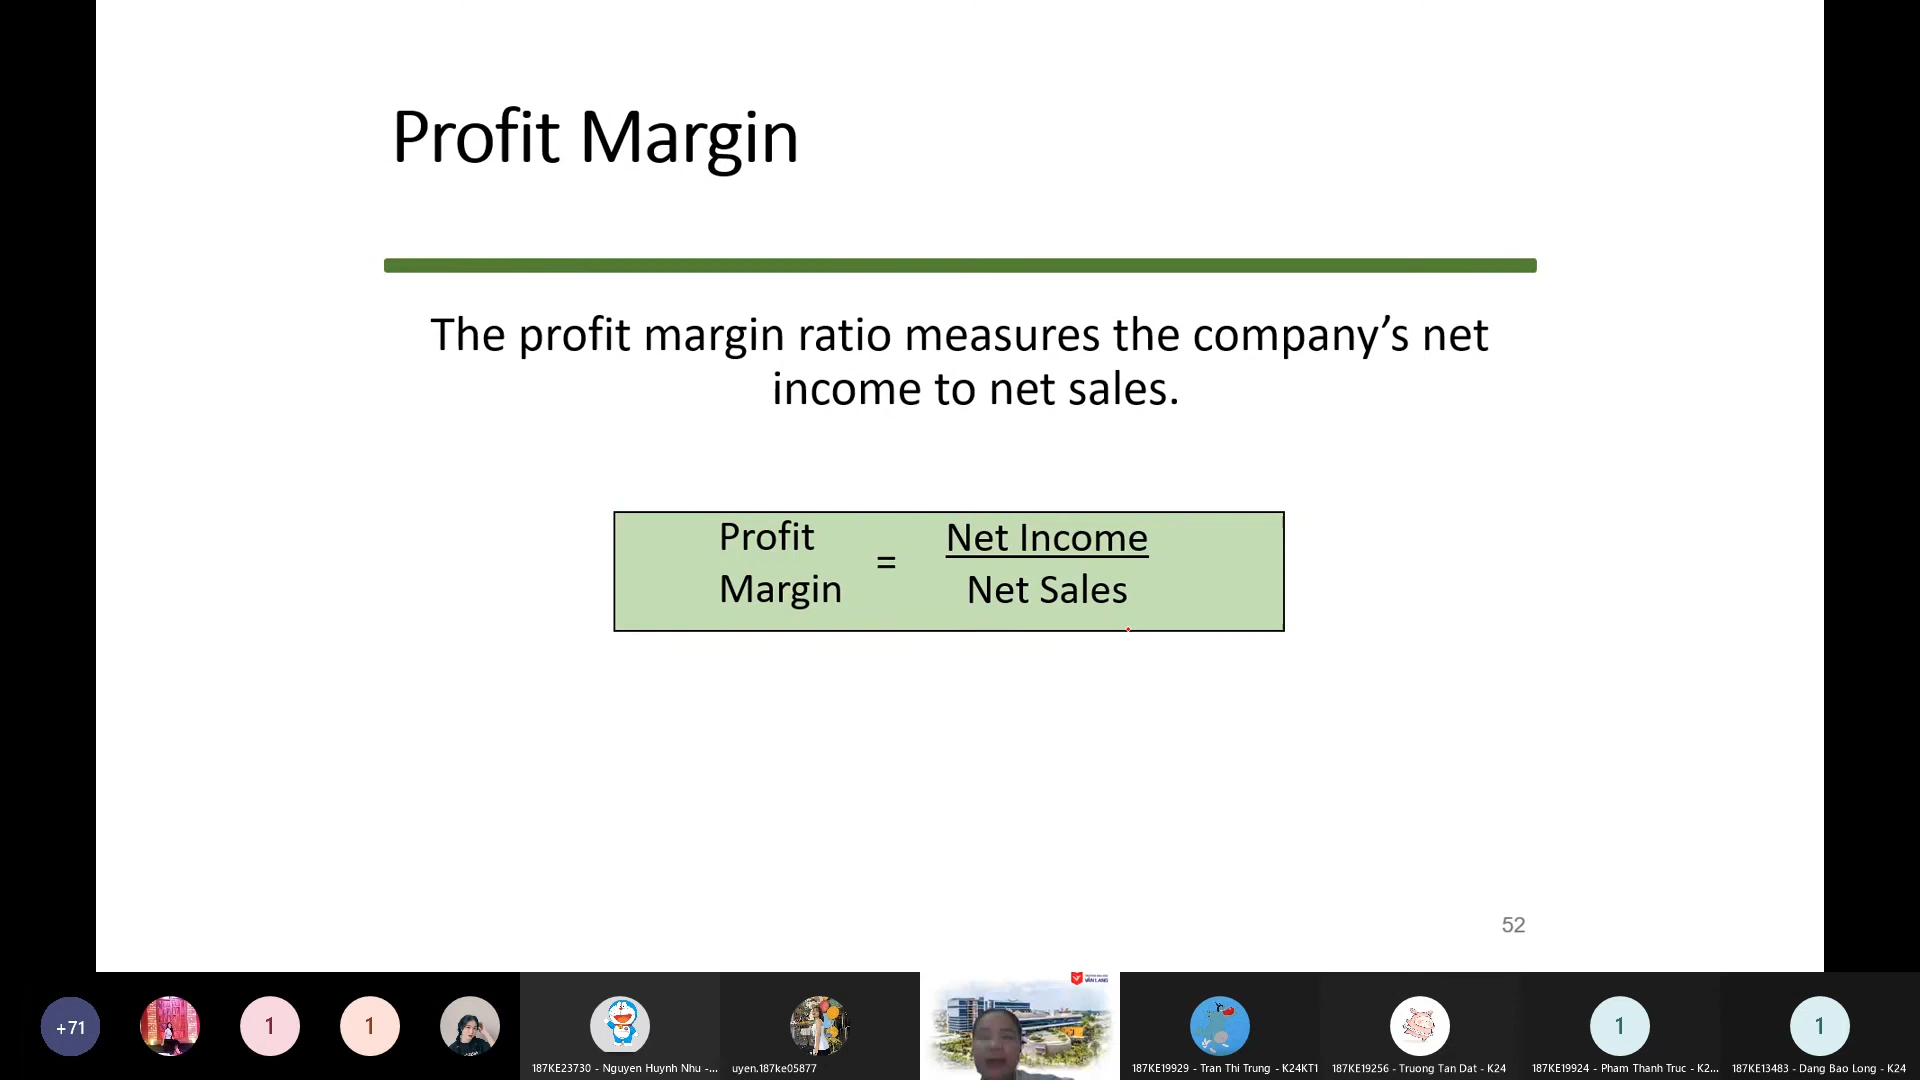 Profit Margin
The profit margin ratio measures the company’s net
income to net sales.
Profit
Margin
=
Net Income
Net Sales
52
VĂN LANG
+71
1
1
187KE23730 - Nguyen Huynh Nhu -...
uyen.187ke05877
187KE19929 - Tran Thi Trung - K24KT1
187KE19256 - Truong Tan Dat - K24
1
187KE19924 - Pham Thanh Truc - K2...
1
187KE13483 - Dang Bao Long - K24